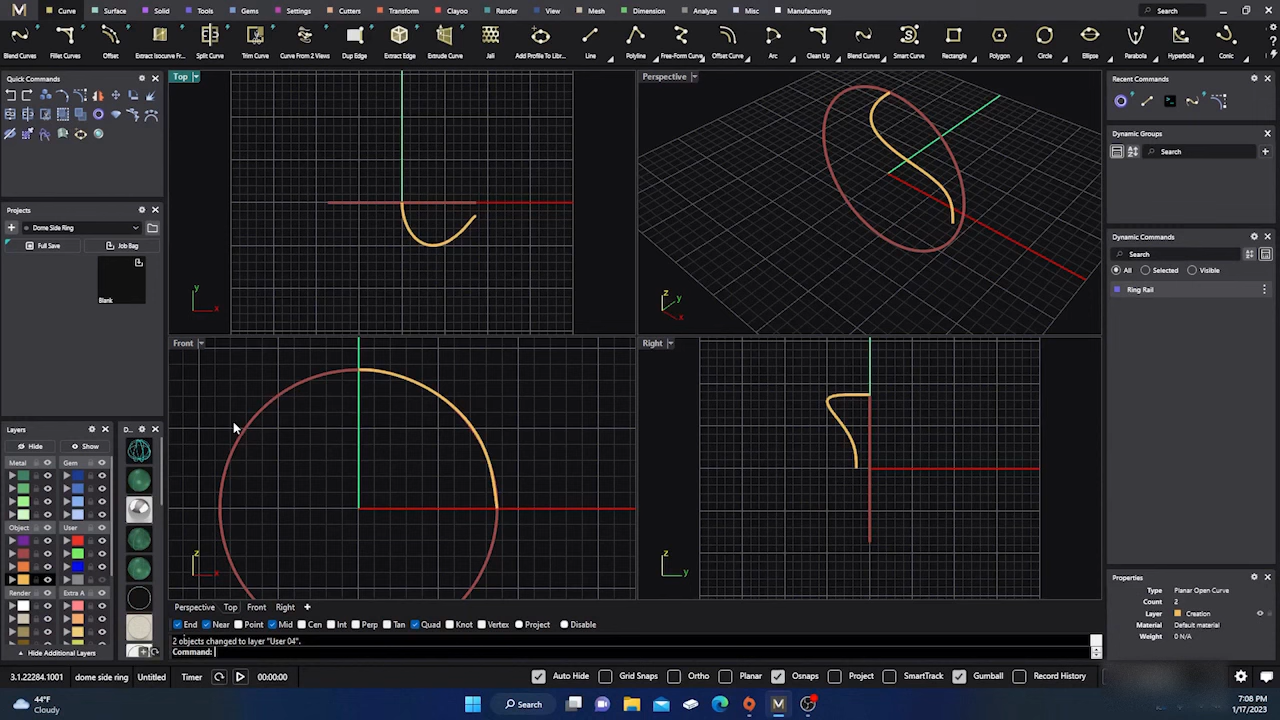 Curve Surface Solid Tools Gems Settings Cutters Transform Clayoo Render View Mesh Dimension Analyze Misc Manufacturing Search
Blend Curves Fillet Curves Offset Extract Isocurve Fr... Split Curve Trim Curve Curve From 2 Views Dup Edge Extract Edge Extrude Curve Jali Add Profile To Libr... Line Polyline Free-Form Curve Offset Curve Arc Clean Up Blend Curves Smart Curve Rectangle Polygon Circle Ellipse Parabola Hyperbola Conic
Quick Commands
Top
Perspective
Recent Commands
Dynamic Groups
Search
Projects
Dome Side Ring
Full Save Job Bag
Blank
Dynamic Commands
Search
All Selected Visible
Ring Rail
y
x
z
y
x
Front
Right
Layers
D...
Hide Show
Metal Gem
Object User
Render Extra A
Hide Additional Layers
z
x
z
y
Properties
Type Planar Open Curve
Count 2
Layer Creation
Material Default material
Weight 0 N/A
Perspective Top Front Right
End Near Point Mid Cen Int Perp Tan Quad Knot Vertex Project Disable
2 objects changed to layer "User 04".
Command:
3.1.22284.1001 dome side ring Untitled Timer 00:00:00 Auto Hide Grid Snaps Ortho Planar Osnaps Project SmartTrack Gumball Record History
44°F
Cloudy
Search
7:08 PM
1/17/2023